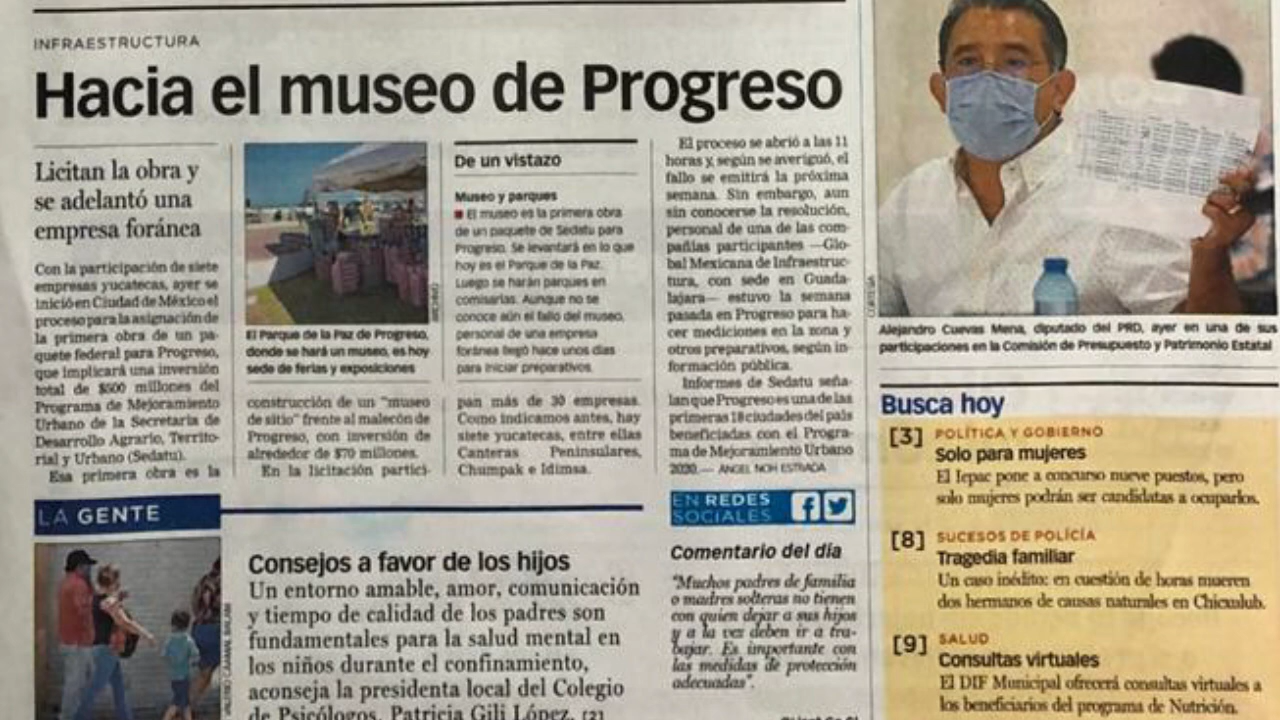 INFRAESTRUCTURA
Hacia el museo de Progreso
Licitan la obra y
se adelantó una
empresa foránea
Con la participación de siete
empresas yucatecas, ayer se
inició en Ciudad de México el
proceso para la asignación de
la primera obra de un pa-
quete federal para Progreso,
que implicará una inversión
total de $500 millones del
Programa de Mejoramiento
Urbano de la Secretaría de
Desarrollo Agrario, Territo-
rial y Urbano (Sedatu).
Esa primera obra es la
El Parque de la Paz de Progreso,
donde se hará un museo, es hoy
sede de ferias y exposiciones
construcción de un "museo
de sitio" frente al malecón de
Progreso, con inversión de
alrededor de $70 millones.
En la licitación partici-
De un vistazo
Museo y parques
El museo es la primera obra
de un paquete de Sedatu para
Progreso. Se levantará en lo que
hoy es el Parque de la Paz.
Luego se harán parques en
comisarías. Aunque no se
conoce aún el fallo del museo,
personal de una empresa
foránea llegó hace unos días
para iniciar preparativos.
pan más de 30 empresas.
Como indicamos antes, hay
siete yucatecas, entre ellas
Canteras Peninsulares,
Chumpak e Idimsa.
El proceso se abrió a las 11
horas y, según se averiguó, el
fallo se emitirá la próxima
semana. Sin embargo, aun
sin conocerse la resolución,
personal de una de las com-
pañías participantes —Glo-
bal Mexicana de Infraestruc-
tura, con sede en Guada-
lajara— estuvo la semana
pasada en Progreso para ha-
cer mediciones en la zona y
otros preparativos, según in-
formación pública.
Informes de Sedatu seña-
lan que Progreso es una de las
primeras 18 ciudades del país
beneficiadas con el Progra-
ma de Mejoramiento Urbano
2020.— ÁNGEL NOH ESTRADA
Alejandro Cuevas Mena, diputado del PRD, ayer en una de sus
participaciones en la Comisión de Presupuesto y Patrimonio Estatal
LA GENTE
Consejos a favor de los hijos
Un entorno amable, amor, comunicación
y tiempo de calidad de los padres son
fundamentales para la salud mental en
los niños durante el confinamiento,
aconseja la presidenta local del Colegio
de Psicólogos, Patricia Gili López. [2]
EN REDES
SOCIALES
Comentario del día
"Muchos padres de familia
o madres solteras no tienen
con quien dejar a sus hijos
y a la vez deben ir a tra-
bajar. Es importante con
las medidas de protección
adecuadas".
Busca hoy
[3] POLÍTICA Y GOBIERNO
Solo para mujeres
El Iepac pone a concurso nueve puestos, pero
solo mujeres podrán ser candidatas a ocuparlos.
[8] SUCESOS DE POLICÍA
Tragedia familiar
Un caso inédito: en cuestión de horas mueren
dos hermanos de causas naturales en Chicxulub.
[9] SALUD
Consultas virtuales
El DIF Municipal ofrecerá consultas virtuales a
los beneficiarios del programa de Nutrición.